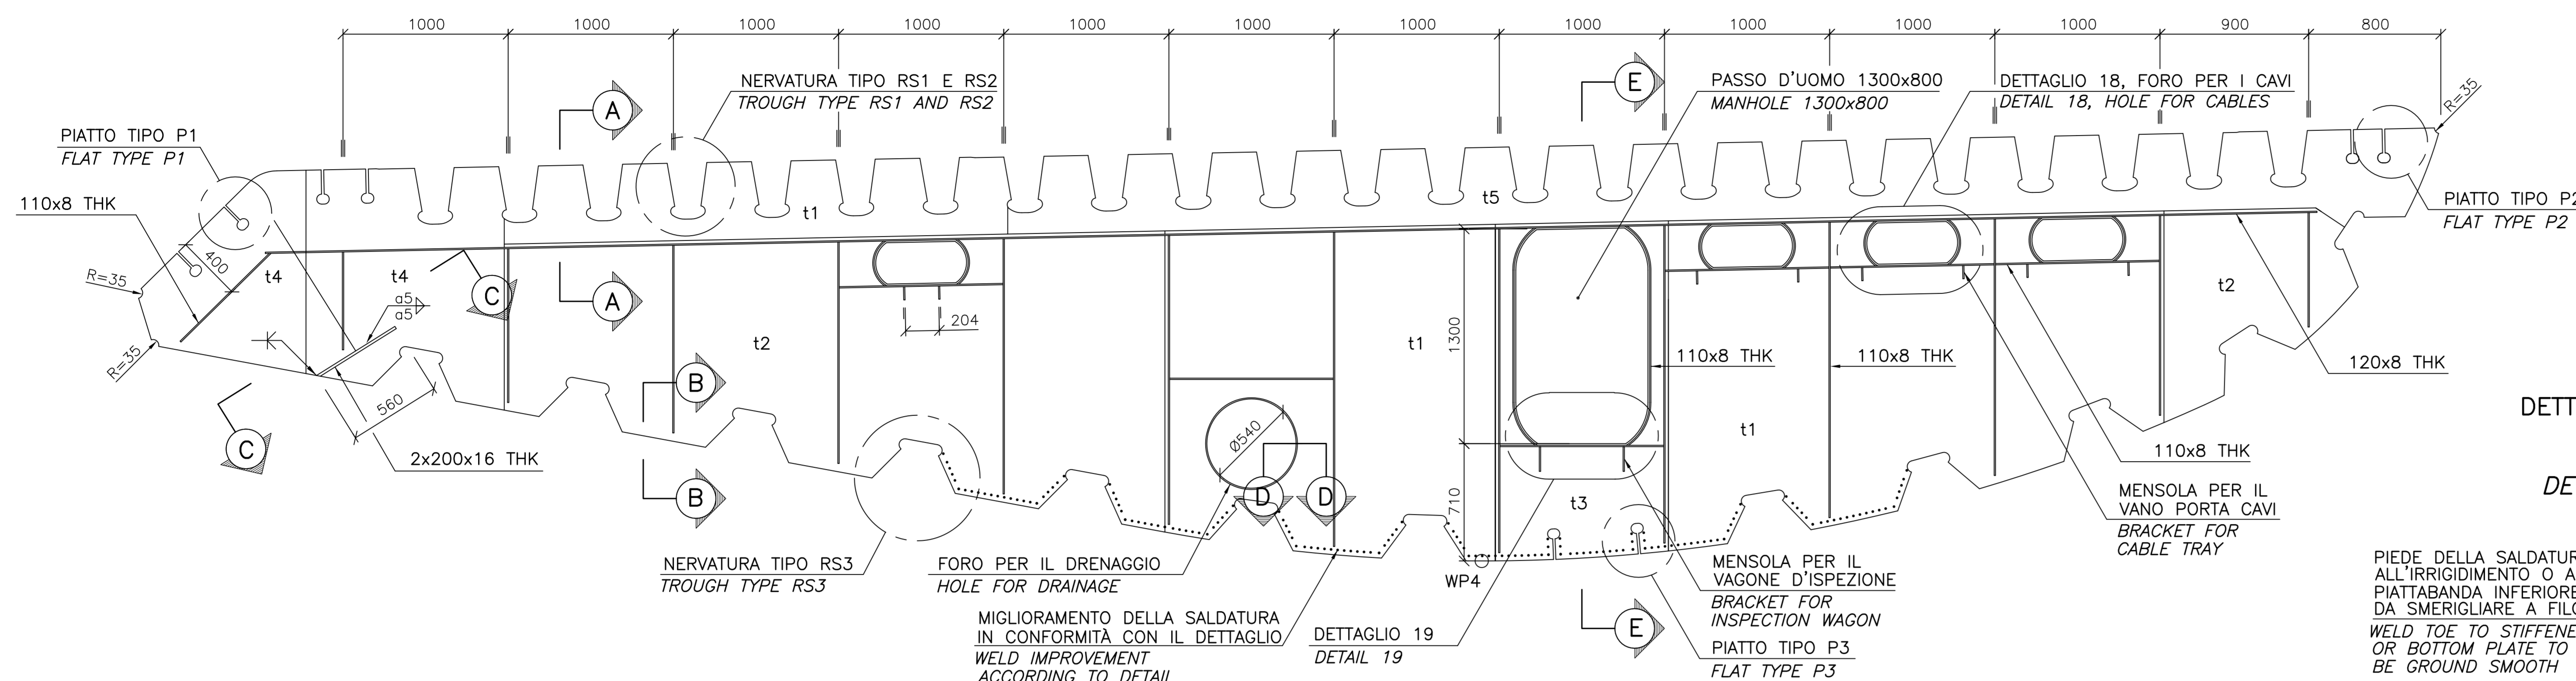 1000 1000 1000 1000 1000 1000 1000 1000 1000 1000 1000 900 800
NERVATURA TIPO RS1 E RS2
TROUGH TYPE RS1 AND RS2
A
E
PASSO D'UOMO 1300x800
MANHOLE 1300x800
DETTAGLIO 18, FORO PER I CAVI
DETAIL 18, HOLE FOR CABLES
R=35
PIATTO TIPO P1
FLAT TYPE P1
110x8 THK
t1
t5
PIATTO TIPO P2
FLAT TYPE P2
R=35
400
t4
t4
a5
a5
C
A
204
t2
t1
1300
t2
R=35
K
110x8 THK
110x8 THK
120x8 THK
B
560
C
2x200x16 THK
Ø540
t1
DETT
110x8 THK
B
D
D
710
t3
DE
MENSOLA PER IL
VANO PORTA CAVI
BRACKET FOR
CABLE TRAY
NERVATURA TIPO RS3
TROUGH TYPE RS3
FORO PER IL DRENAGGIO
HOLE FOR DRAINAGE
WP4
MENSOLA PER IL
VAGONE D'ISPEZIONE
BRACKET FOR
INSPECTION WAGON
MIGLIORAMENTO DELLA SALDATURA
IN CONFORMITÀ CON IL DETTAGLIO
WELD IMPROVEMENT
ACCORDING TO DETAIL
DETTAGLIO 19
DETAIL 19
E
PIATTO TIPO P3
FLAT TYPE P3
PIEDE DELLA SALDATUR
ALL'IRRIGIDIMENTO O A
PIATTABANDA INFERIORE
DA SMERIGLIARE A FILO
WELD TOE TO STIFFENE
OR BOTTOM PLATE TO
BE GROUND SMOOTH